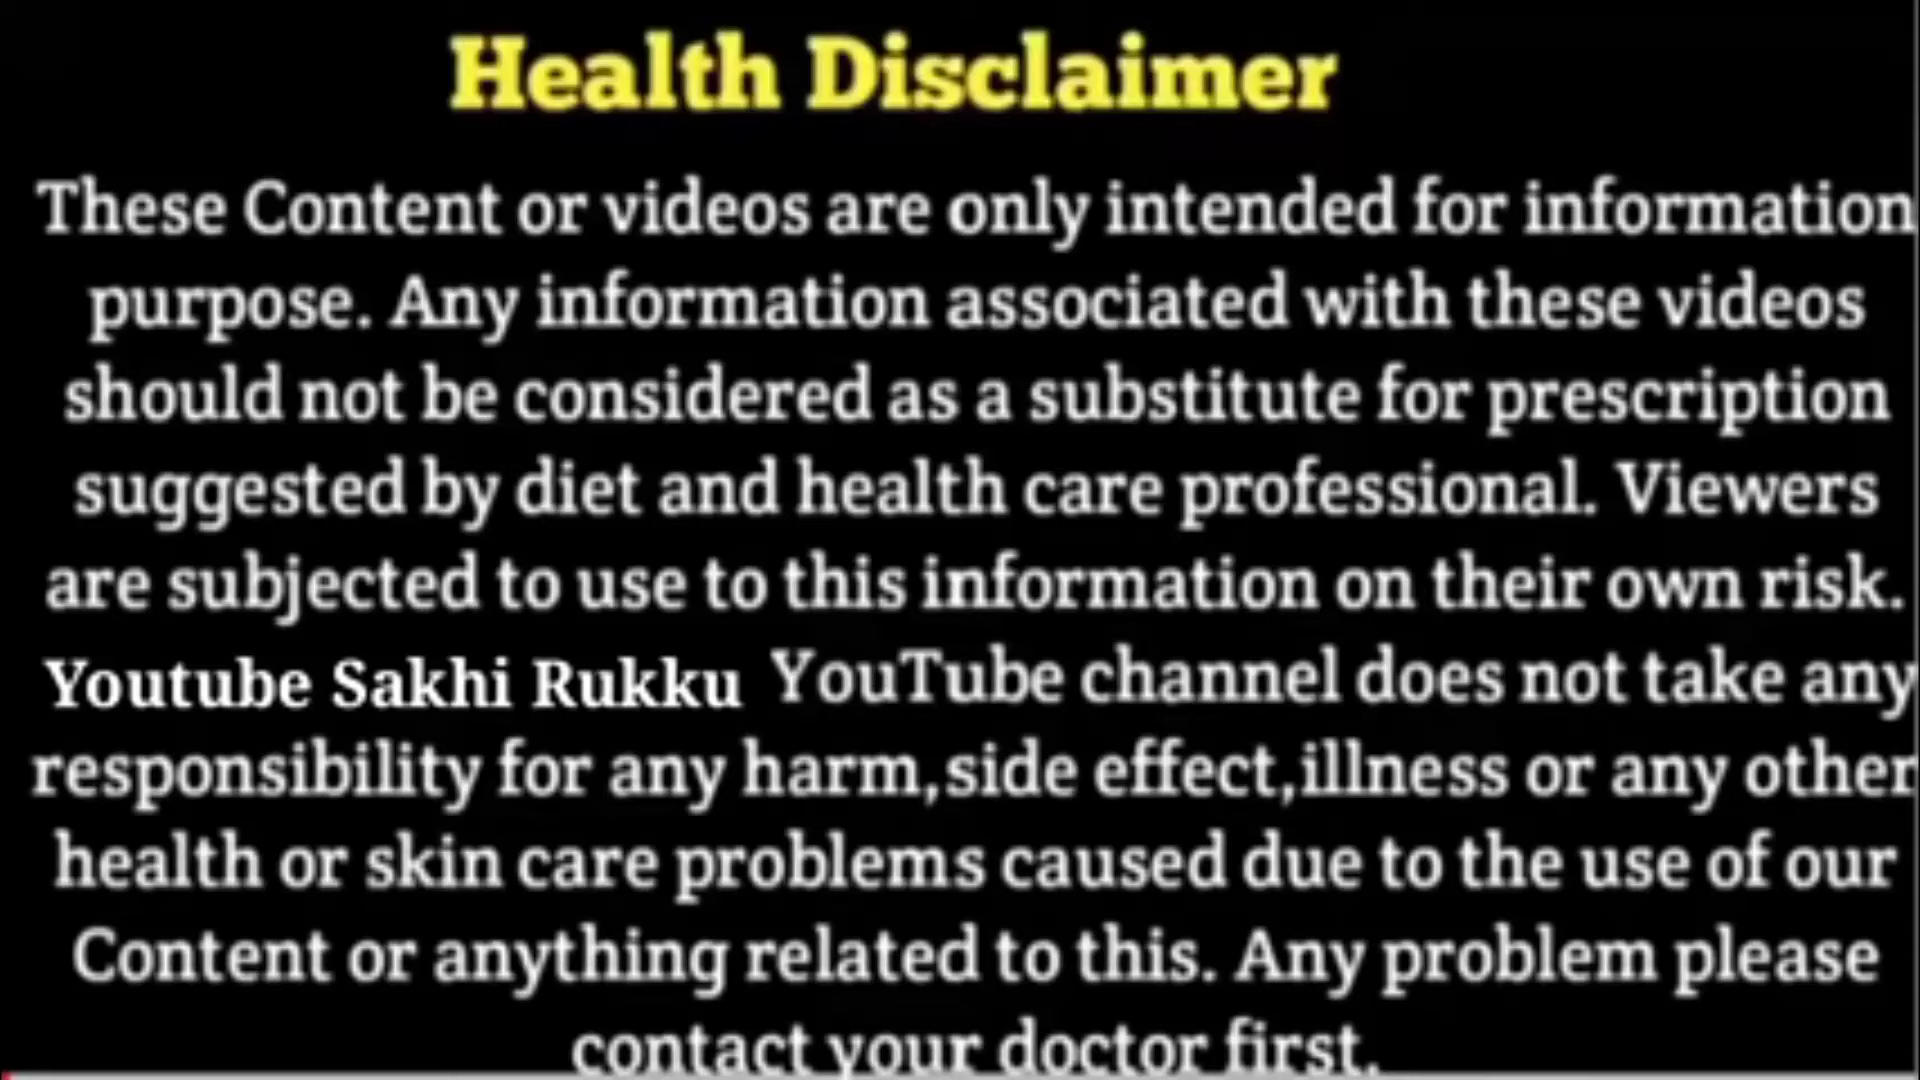 Health Disclaimer
These Content or videos are only intended for information
purpose. Any information associated with these videos
should not be considered as a substitute for prescription
suggested by diet and health care professional. Viewers
are subjected to use to this information on their own risk.
Youtube Sakhi Rukku YouTube channel does not take any
responsibility for any harm,side effect,illness or any other
health or skin care problems caused due to the use of our
Content or anything related to this. Any problem please
contact your doctor first.